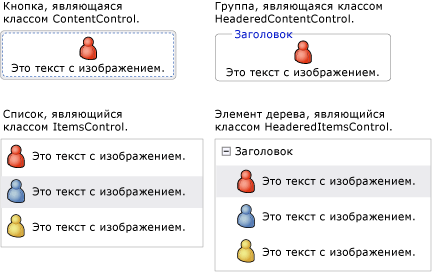 Кнопка, являющаяся
классом ContentControl.
Это текст с изображением.
Группа, являющаяся классом
HeaderedContentControl.
Заголовок
Это текст с изображением.
Список, являющийся
классом ItemsControl.
Это текст с изображением.
Это текст с изображением.
Это текст с изображением.
Элемент дерева, являющийся
классом HeaderedItemsControl.
Заголовок
Это текст с изображением.
Это текст с изображением.
Это текст с изображением.